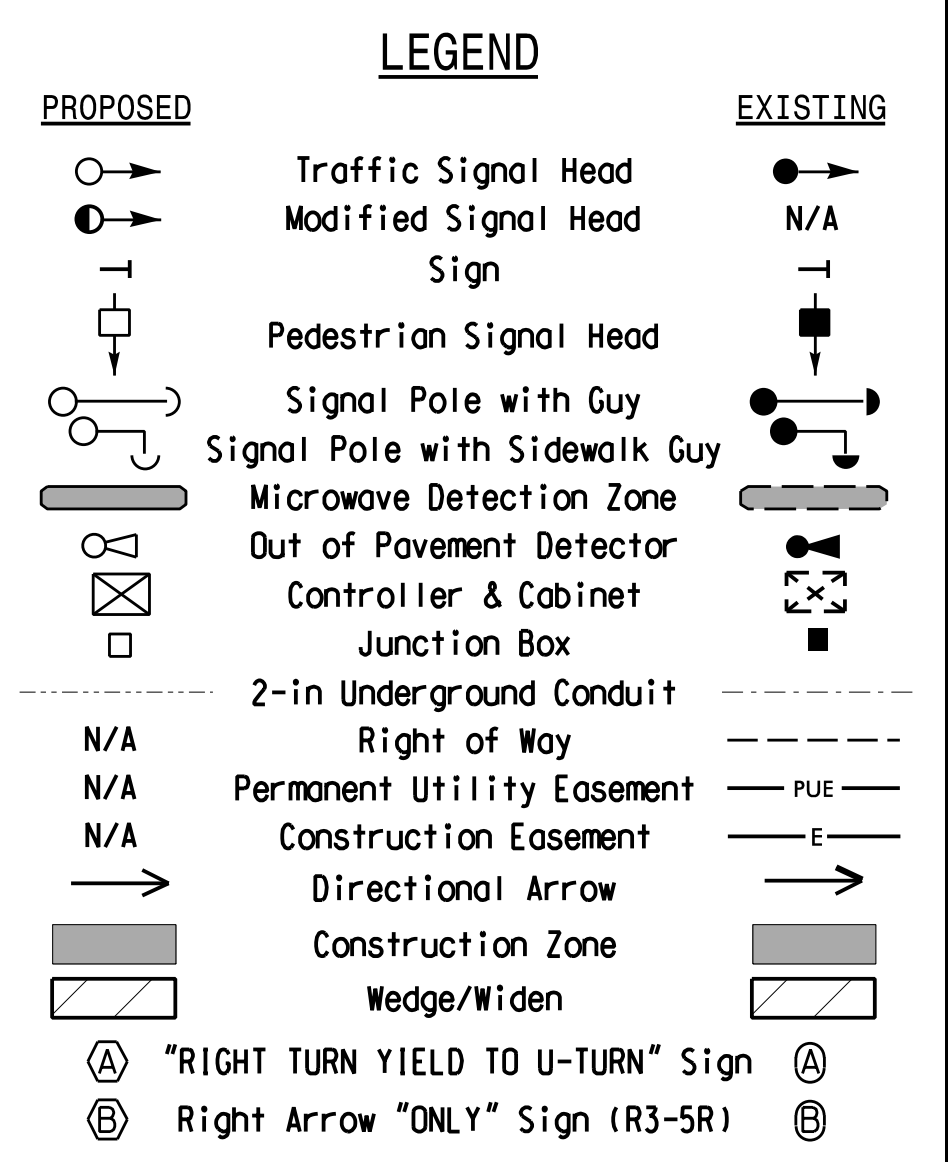 LEGEND
PROPOSED EXISTING
Traffic Signal Head
Modified Signal Head N/A
Sign
Pedestrian Signal Head
Signal Pole with Guy
Signal Pole with Sidewalk Guy
Microwave Detection Zone
Out of Pavement Detector
Controller & Cabinet
Junction Box
2-in Underground Conduit
N/A Right of Way
N/A Permanent Utility Easement PUE
N/A Construction Easement E
Directional Arrow
Construction Zone
Wedge/Widen
A "RIGHT TURN YIELD TO U-TURN" Sign A
B Right Arrow "ONLY" Sign (R3-5R) B